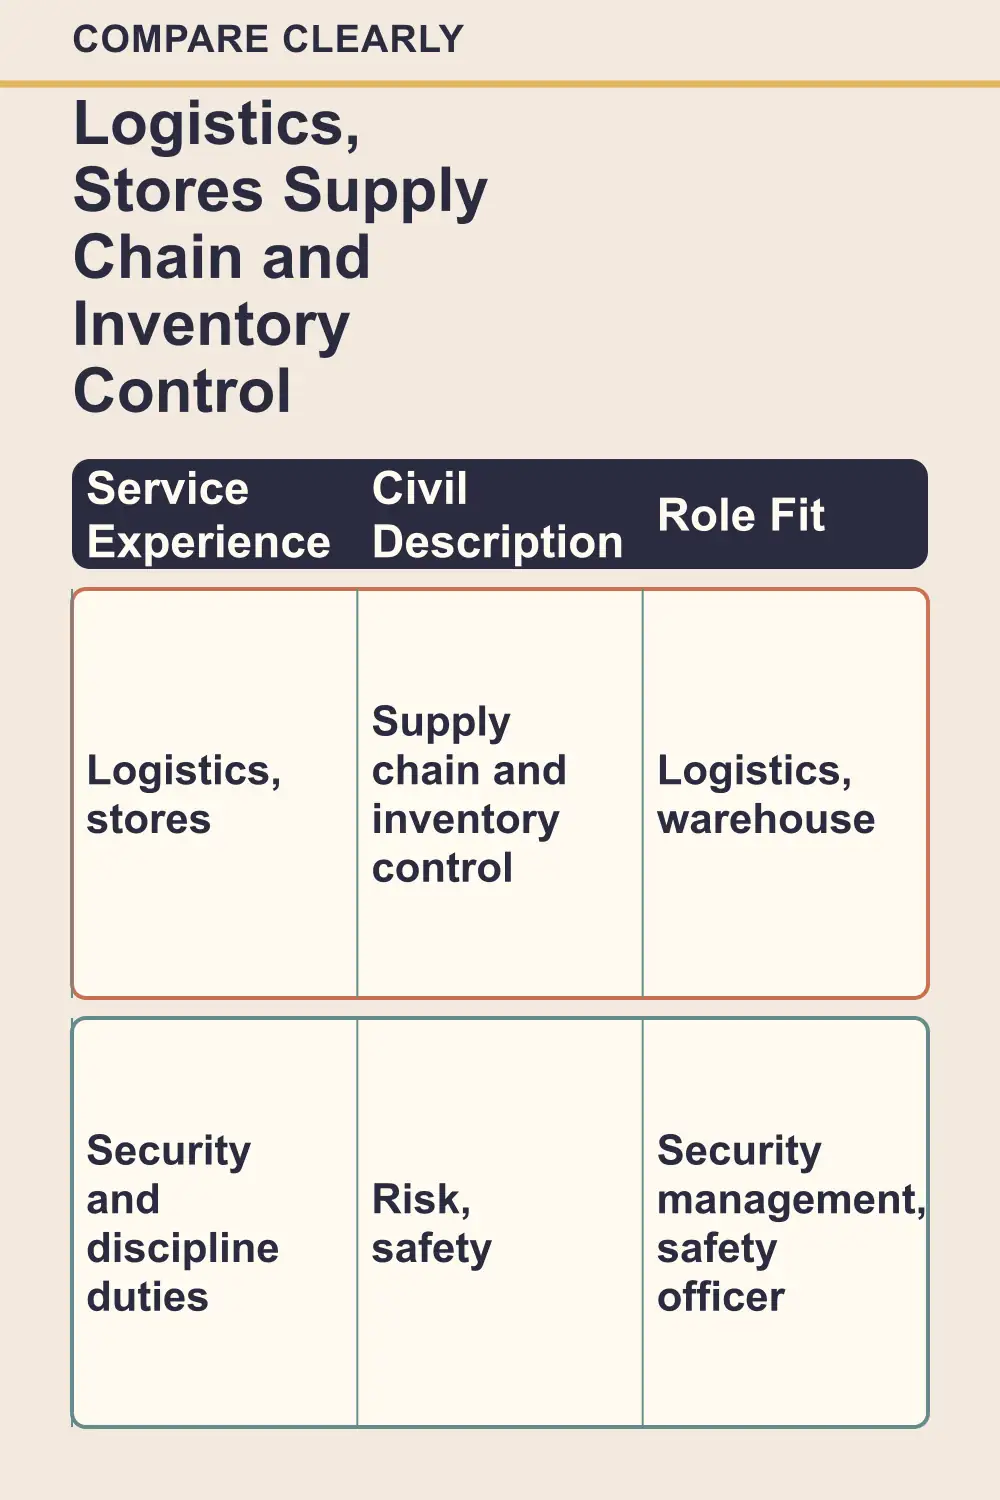 COMPARE CLEARLY
Logistics,
Stores Supply
Chain and
Inventory
Control
Service
Experience
Civil
Description
Role Fit
Logistics,
stores
Supply
chain and
inventory
control
Logistics,
warehouse
Security
and
discipline
duties
Risk,
safety
Security
management,
safety
officer